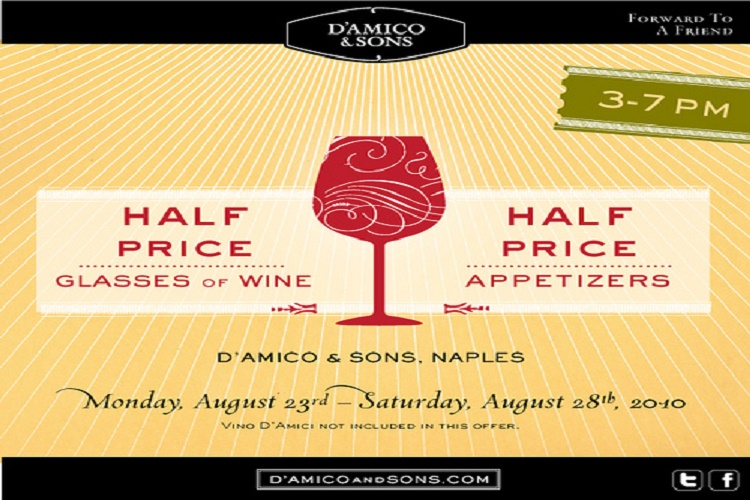 D'AMICO
& SONS
FORWARD TO
A FRIEND
3-7 PM
HALF
PRICE
GLASSES OF WINE
HALF
PRICE
APPETIZERS
D'AMICO & SONS, NAPLES
Monday, August 23rd – Saturday, August 28th, 2010
VINO D'AMICI NOT INCLUDED IN THIS OFFER.
D'AMICOANDSONS.COM
t f